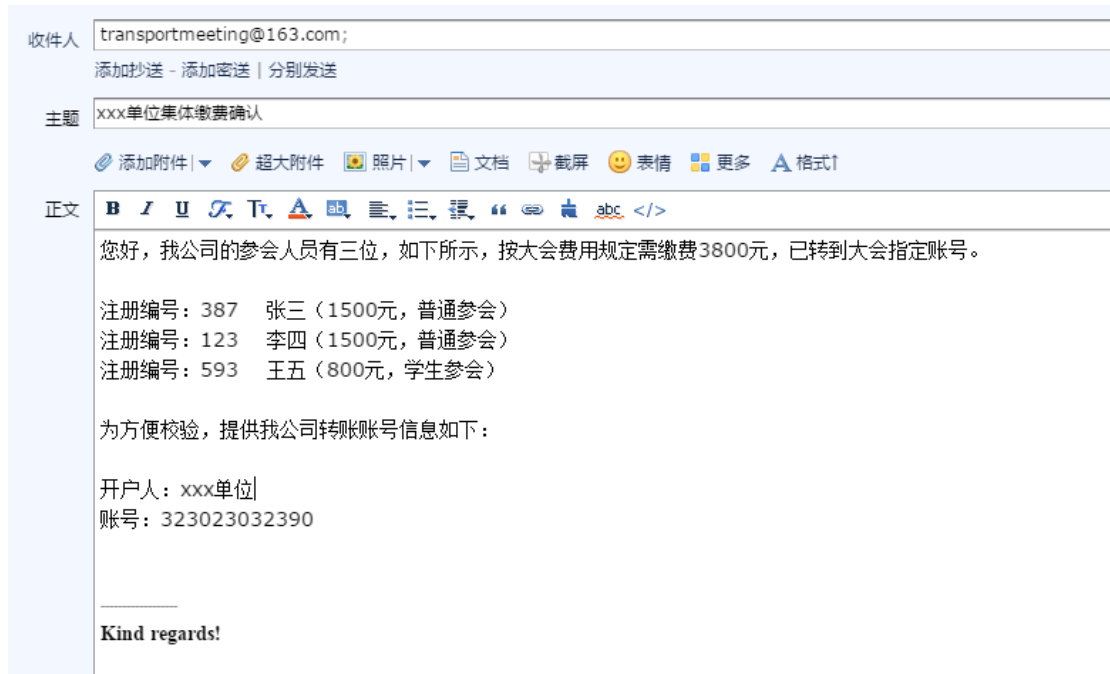 收件人 transportmeeting@163.com;
添加抄送 - 添加密送 | 分别发送
主题 xxx单位集体缴费确认
添加附件 | 超大附件 照片 | 文档 截屏 表情 更多 格式↑
正文 B I U F Tт A ab abc </>
您好，我公司的参会人员有三位，如下所示，按大会费用规定需缴费3800元，已转到大会指定账号。
注册编号：387 张三（1500元，普通参会）
注册编号：123 李四（1500元，普通参会）
注册编号：593 王五（800元，学生参会）
为方便校验，提供我公司转账账号信息如下：
开户人：xxx单位
账号：323023032390
Kind regards!